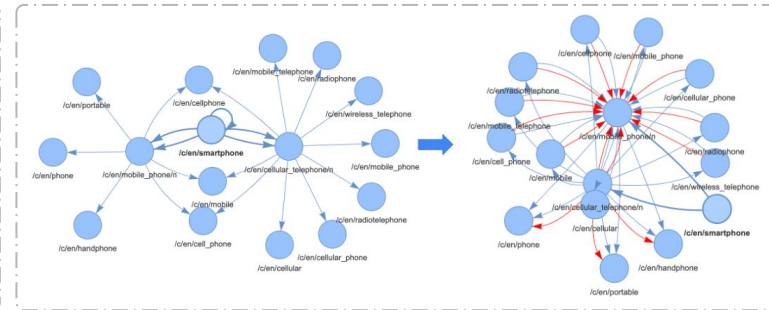 /c/en/mobile_telephone
/c/en/radiophone
/c/en/cellphone
/c/en/portable
/c/en/wireless_telephone
/c/en/smartphone
/c/en/phone
/c/en/mobile_phone/n
/c/en/cellular_telephone/n
/c/en/mobile_phone
/c/en/mobile
/c/en/radiotelephone
/c/en/handphone
/c/en/cell_phone
/c/en/cellular_phone
/c/en/cellular
/c/en/cellphone
/c/en/mobile_phone
/c/en/radiotelephone
/c/en/cellular_phone
/c/en/mobile_telephone
/c/en/mobile_phone/n
/c/en/radiophone
/c/en/cell_phone
/c/en/mobile
/c/en/wireless_telephone
/c/en/cellular_telephone/n
/c/en/cellular
/c/en/smartphone
/c/en/phone
/c/en/handphone
/c/en/portable